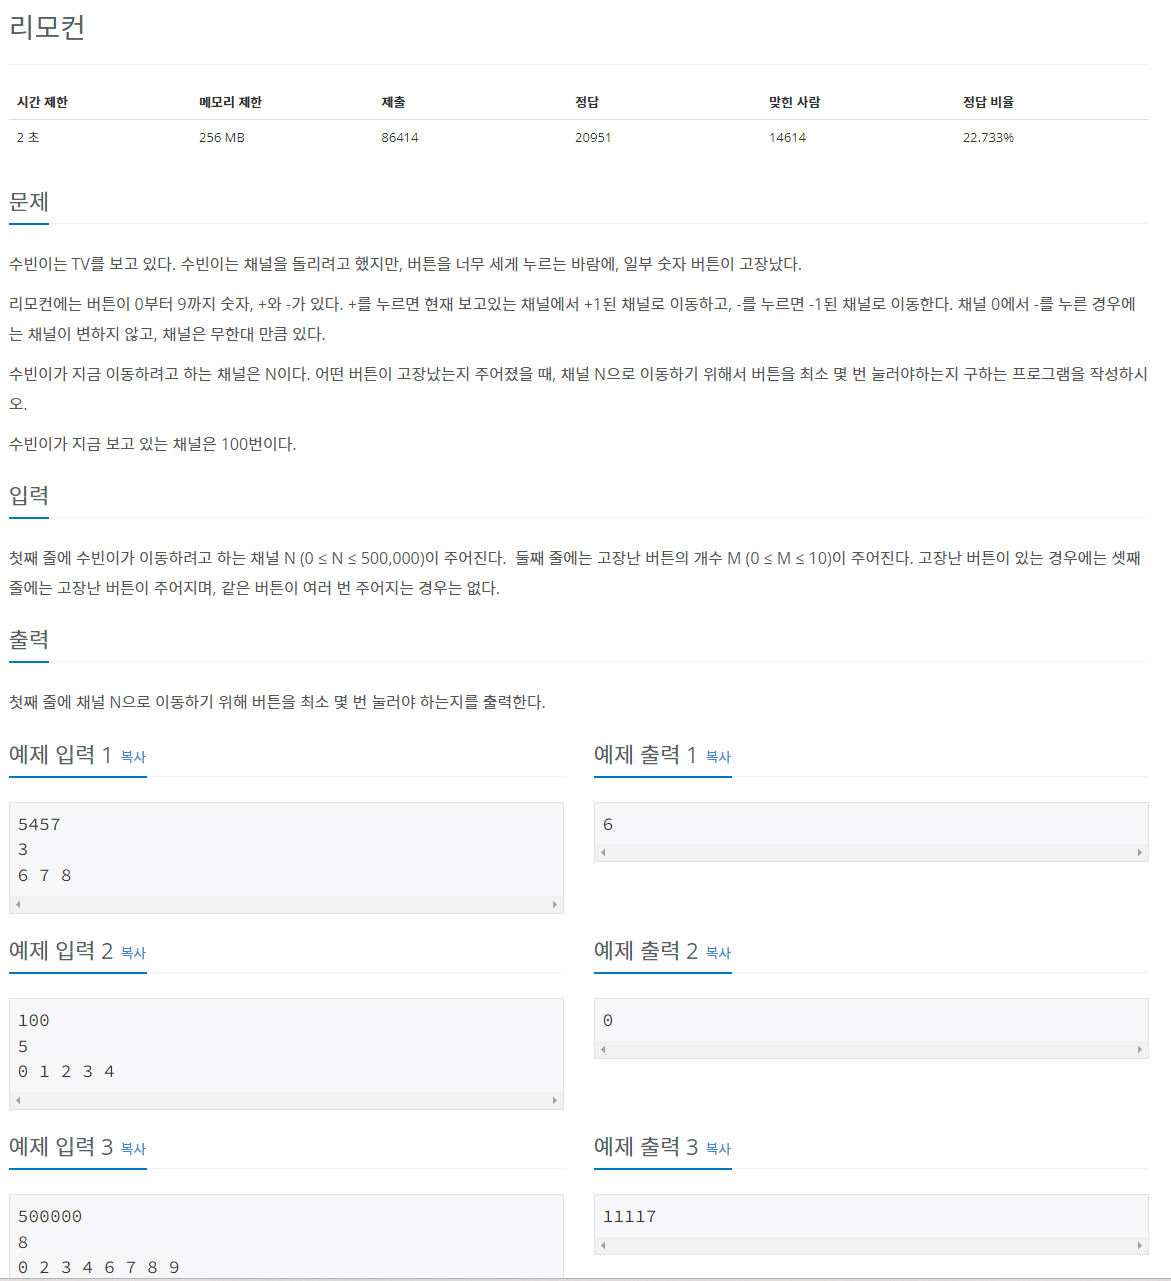 리모컨
시간 제한 메모리 제한 제출 정답 맞힌 사람 정답 비율
2 초 256 MB 86414 20951 14614 22.733%
문제
수빈이는 TV를 보고 있다. 수빈이는 채널을 돌리려고 했지만, 버튼을 너무 세게 누르는 바람에, 일부 숫자 버튼이 고장났다.
리모컨에는 버튼이 0부터 9까지 숫자, +와 -가 있다. +를 누르면 현재 보고있는 채널에서 +1된 채널로 이동하고, -를 누르면 -1된 채널로 이동한다. 채널 0에서 -를 누른 경우에
는 채널이 변하지 않고, 채널은 무한대 만큼 있다.
수빈이가 지금 이동하려고 하는 채널은 N이다. 어떤 버튼이 고장났는지 주어졌을 때, 채널 N으로 이동하기 위해서 버튼을 최소 몇 번 눌러야하는지 구하는 프로그램을 작성하시
오.
수빈이가 지금 보고 있는 채널은 100번이다.
입력
첫째 줄에 수빈이가 이동하려고 하는 채널 N (0 ≤ N ≤ 500,000)이 주어진다. 둘째 줄에는 고장난 버튼의 개수 M (0 ≤ M ≤ 10)이 주어진다. 고장난 버튼이 있는 경우에는 셋째
줄에는 고장난 버튼이 주어지며, 같은 버튼이 여러 번 주어지는 경우는 없다.
출력
첫째 줄에 채널 N으로 이동하기 위해 버튼을 최소 몇 번 눌러야 하는지를 출력한다.
예제 입력 1 복사
5457
3
6 7 8
예제 출력 1 복사
6
예제 입력 2 복사
100
5
0 1 2 3 4
예제 출력 2 복사
0
예제 입력 3 복사
500000
8
0 2 3 4 6 7 8 9
예제 출력 3 복사
11117